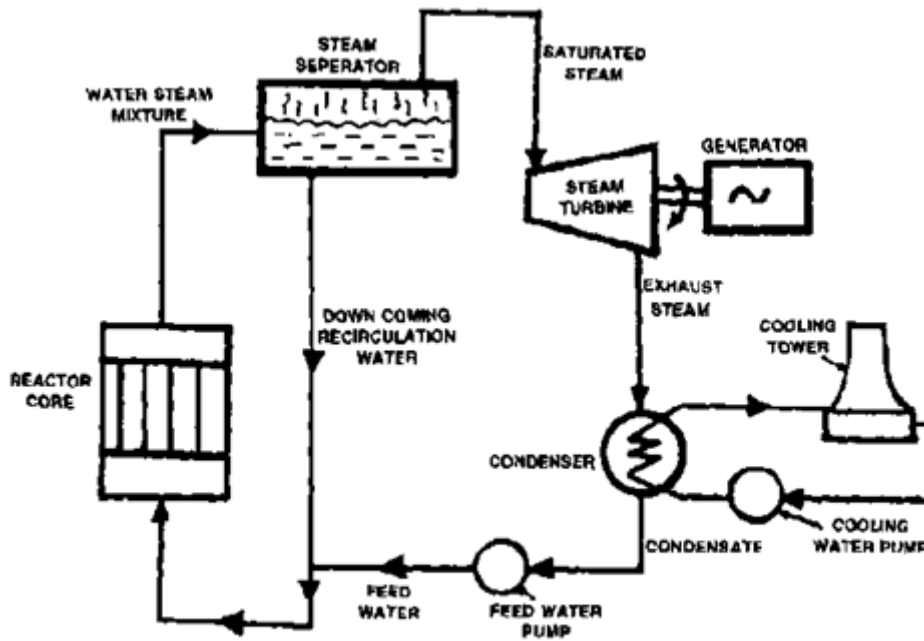 STEAM
SEPERATOR
SATURATED
STEAM
WATER STEAM
MIXTURE
GENERATOR
STEAM
TURBINE
EXHAUST
STEAM
DOWN COMING
RECIRCULATION
WATER
COOLING
TOWER
REACTOR
CORE
CONDENSER
COOLING
WATER PUMP
CONDENSATE
FEED
WATER
FEED WATER
PUMP